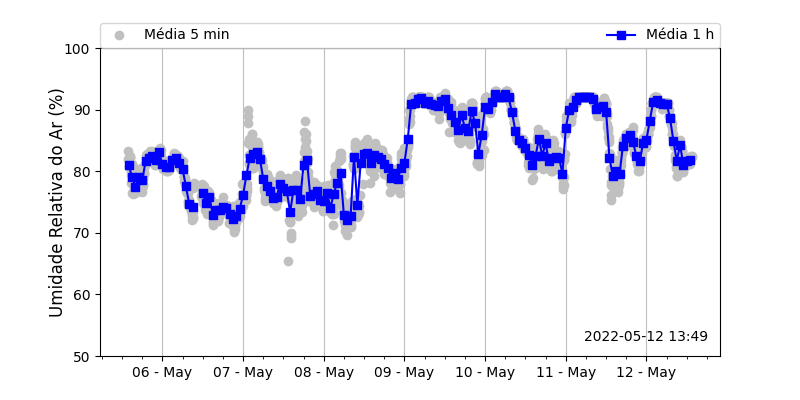 Média 5 min
Média 1 h
Umidade Relativa do Ar (%)
100
90
80
70
60
50
2022-05-12 13:49
06 - May
07 - May
08 - May
09 - May
10 - May
11 - May
12 - May